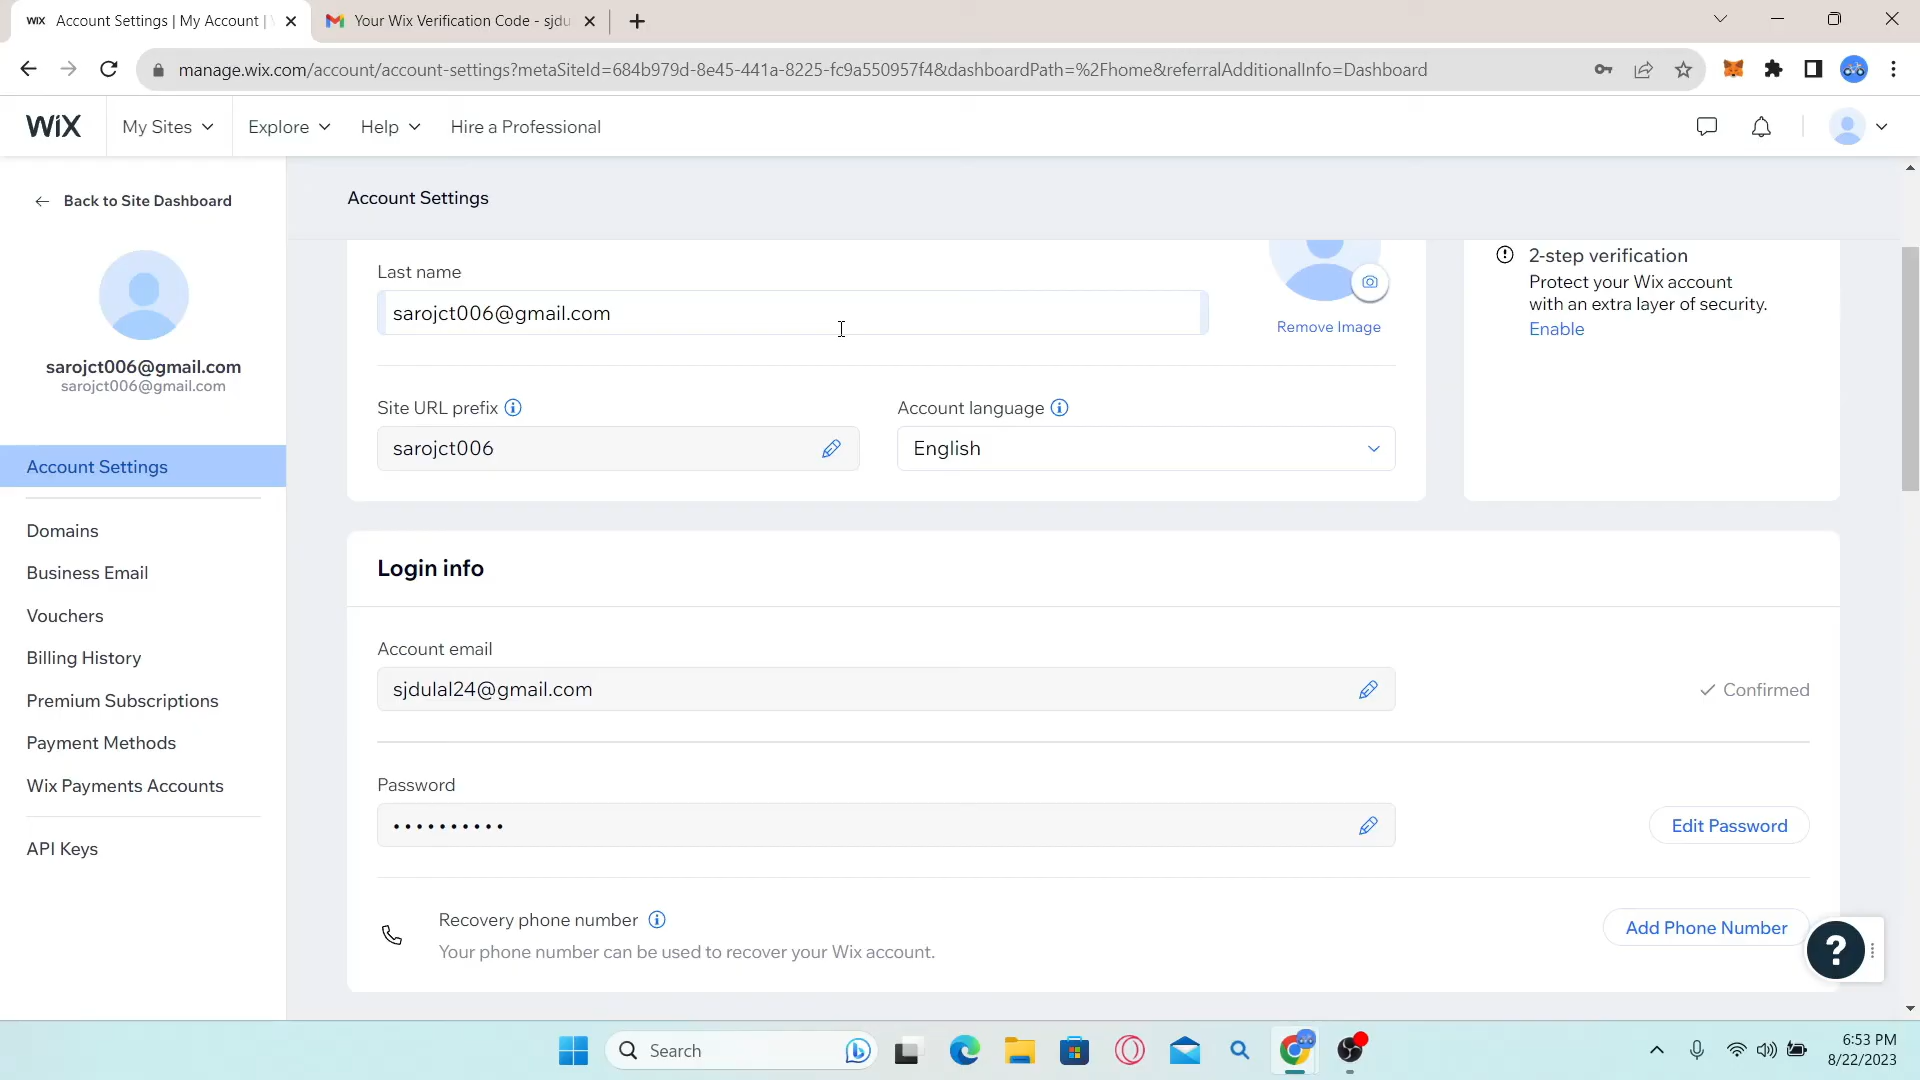 WIX Account Settings | My Account |
Your Wix Verification Code - sjdu
manage.wix.com/account/account-settings?metaSiteId=684b979d-8e45-441a-8225-fc9a550957f4&dashboardPath=%2Fhome&referralAdditionalInfo=Dashboard
WIX
My Sites
Explore
Help
Hire a Professional
Back to Site Dashboard
sarojct006@gmail.com
sarojct006@gmail.com
Account Settings
Domains
Business Email
Vouchers
Billing History
Premium Subscriptions
Payment Methods
Wix Payments Accounts
API Keys
Account Settings
Last name
sarojct006@gmail.com
Remove Image
Site URL prefix
sarojct006
Account language
English
2-step verification
Protect your Wix account
with an extra layer of security.
Enable
Login info
Account email
sjdulal24@gmail.com
Confirmed
Password
••••••••••
Edit Password
Recovery phone number
Your phone number can be used to recover your Wix account.
Add Phone Number
?
Search
6:53 PM
8/22/2023